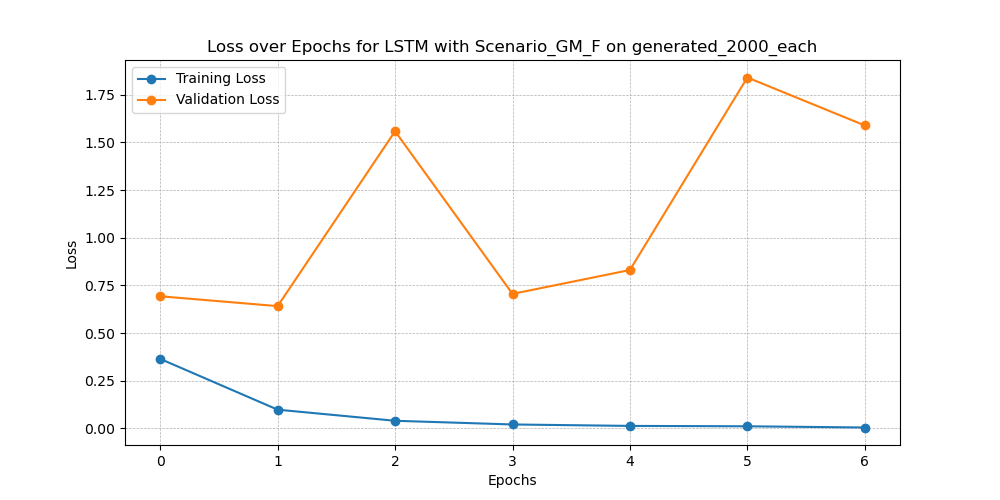 Loss over Epochs for LSTM with Scenario_GM_F on generated_2000_each
Training Loss
Validation Loss
1.75
1.50
1.25
1.00
0.75
0.50
0.25
0.00
Loss
0 1 2 3 4 5 6
Epochs